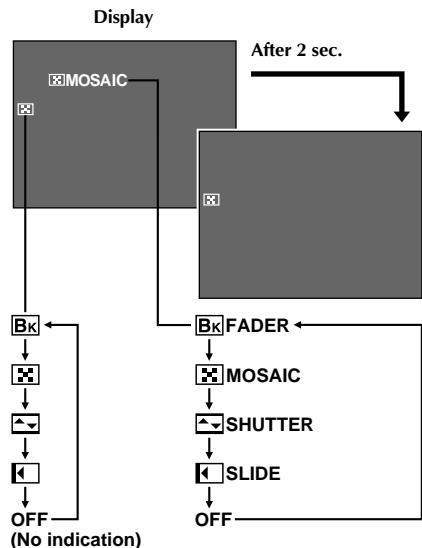 Display
After 2 sec.
MOSAIC
BK
BK FADER
MOSAIC
SHUTTER
SLIDE
OFF
(No indication)
OFF